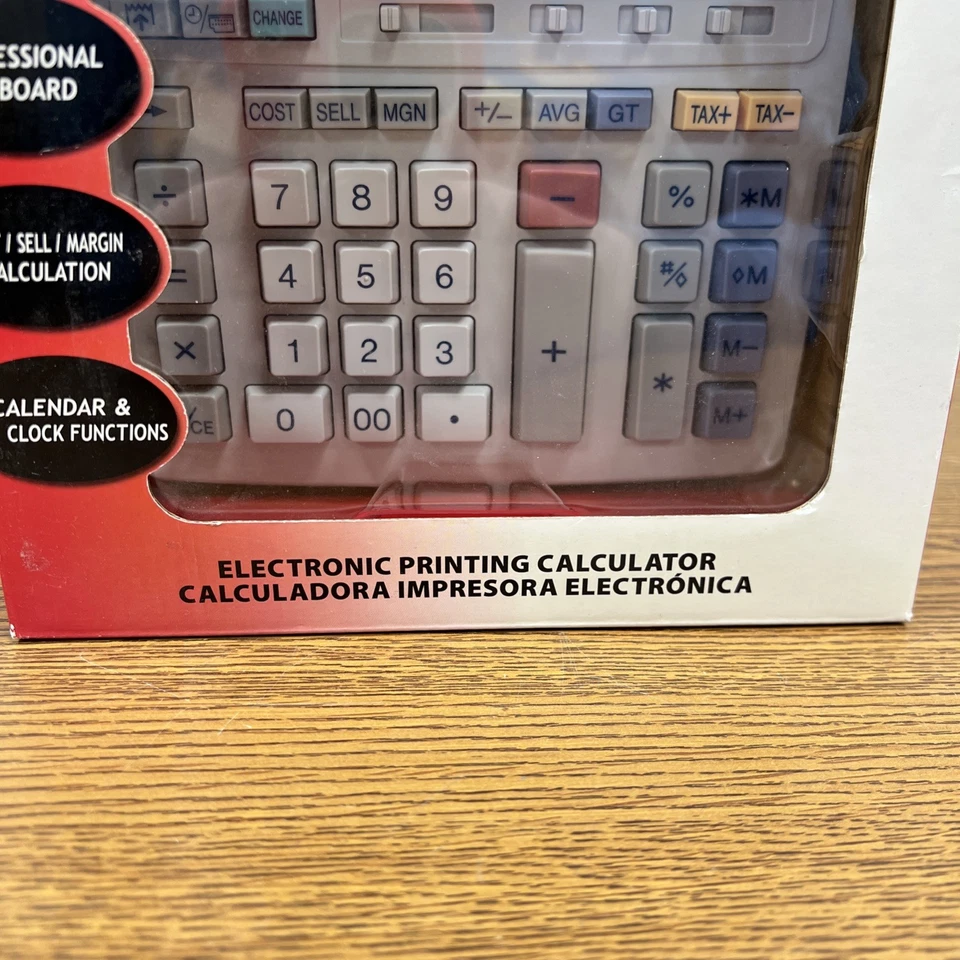 CHANGE
ESSIONAL
BOARD
COST SELL MGN +/− AVG GT TAX+ TAX−
÷ 7 8 9 − % *M
/ SELL / MARGIN
ALCULATION
= 4 5 6 #/◊ ◊M
× 1 2 3 + * M−
CALENDAR &
CLOCK FUNCTIONS
/CE 0 00 • M+
ELECTRONIC PRINTING CALCULATOR
CALCULADORA IMPRESORA ELECTRÓNICA